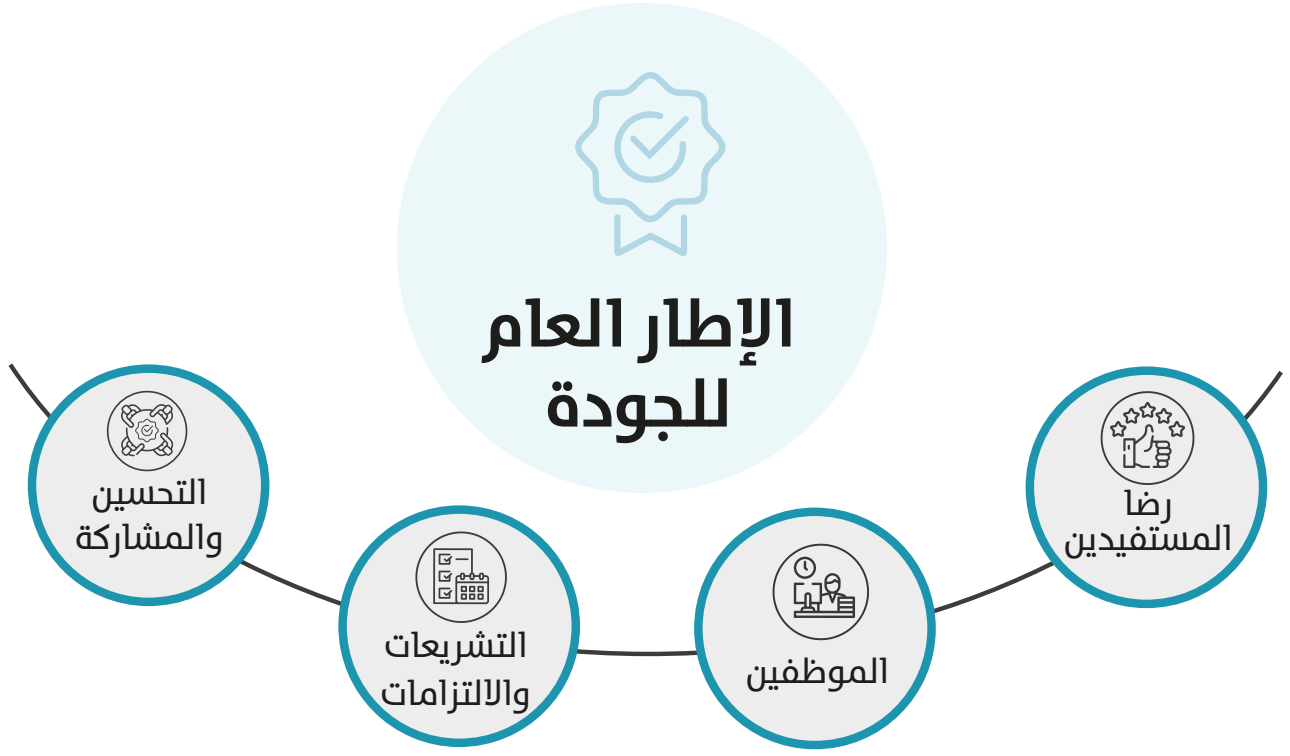 الإطار العام
للجودة
رضا
المستفيدين
الموظفين
التشريعات
والالتزامات
التحسين
والمشاركة